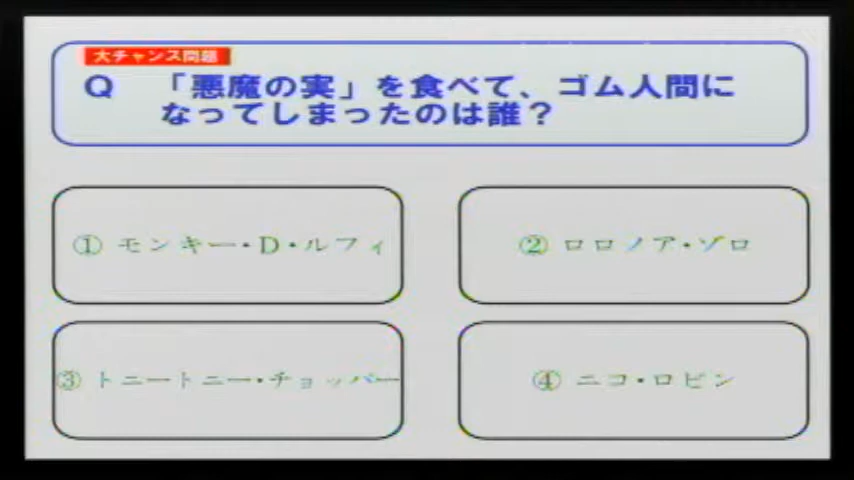 大チャンス問題
Q 「悪魔の実」を食べて、ゴム人間に
なってしまったのは誰?
① モンキー・D・ルフィ
② ロロノア・ゾロ
③ トニートニー・チョッパー
④ ニコ・ロビン